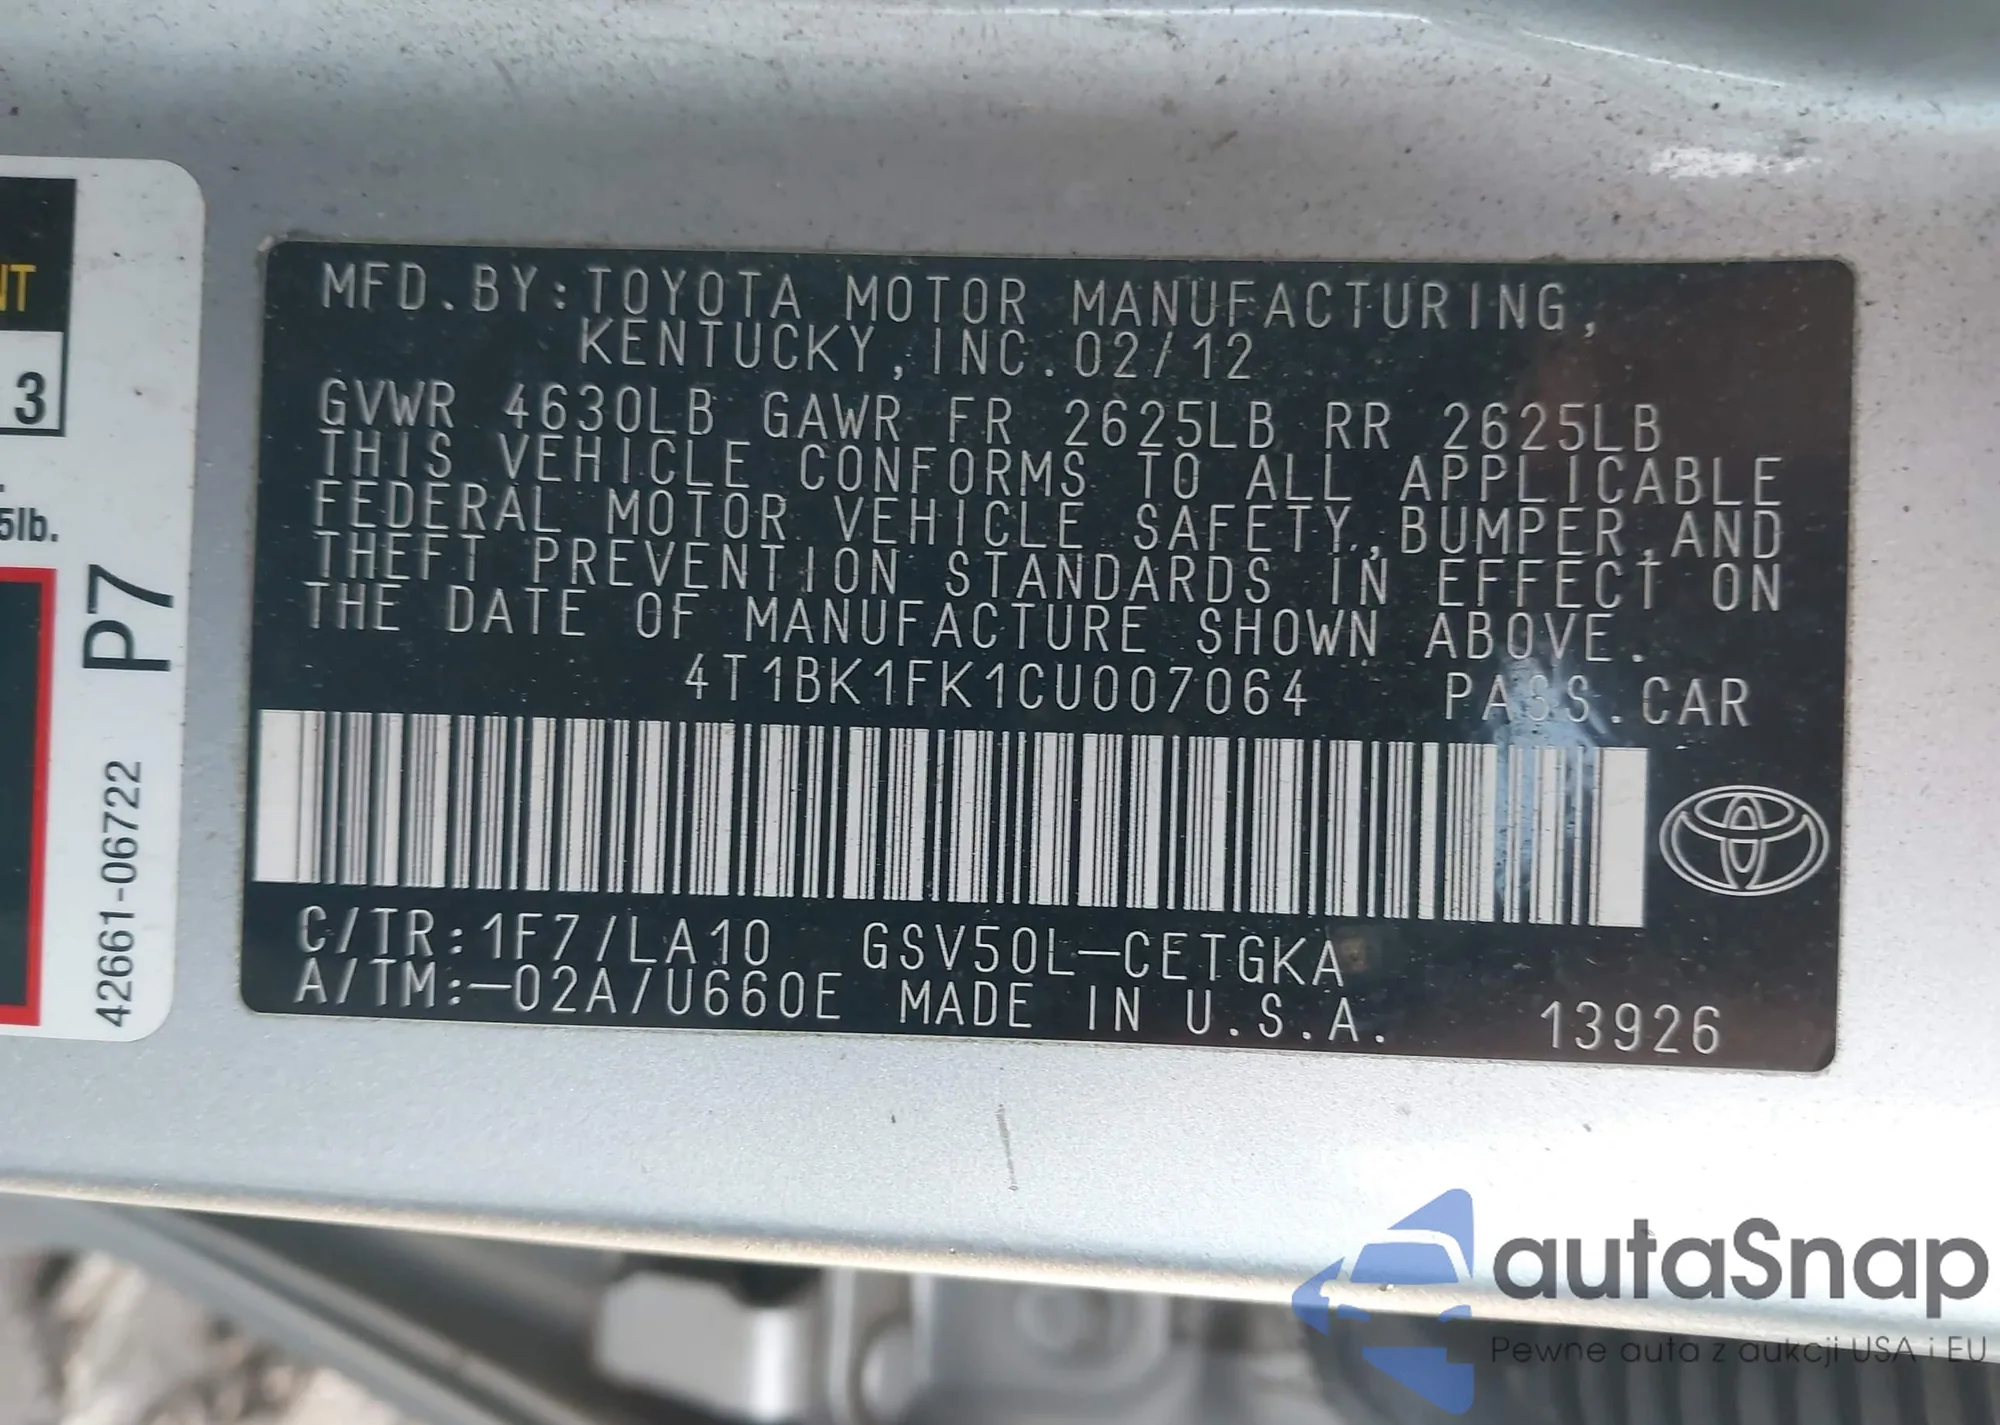 NT
3
5lb.
P7
42661-06722
MFD.BY:TOYOTA MOTOR MANUFACTURING,
KENTUCKY,INC.02/12
GVWR 4630LB GAWR FR 2625LB RR 2625LB
THIS VEHICLE CONFORMS TO ALL APPLICABLE
FEDERAL MOTOR VEHICLE SAFETY,BUMPER,AND
THEFT PREVENTION STANDARDS IN EFFECT ON
THE DATE OF MANUFACTURE SHOWN ABOVE.
4T1BK1FK1CU007064 PASS.CAR
C/TR:1F7/LA10 GSV50L-CETGKA
A/TM:-02A/U660E MADE IN U.S.A. 13926
autaSnap
Pewne auta z aukcji USA i EU